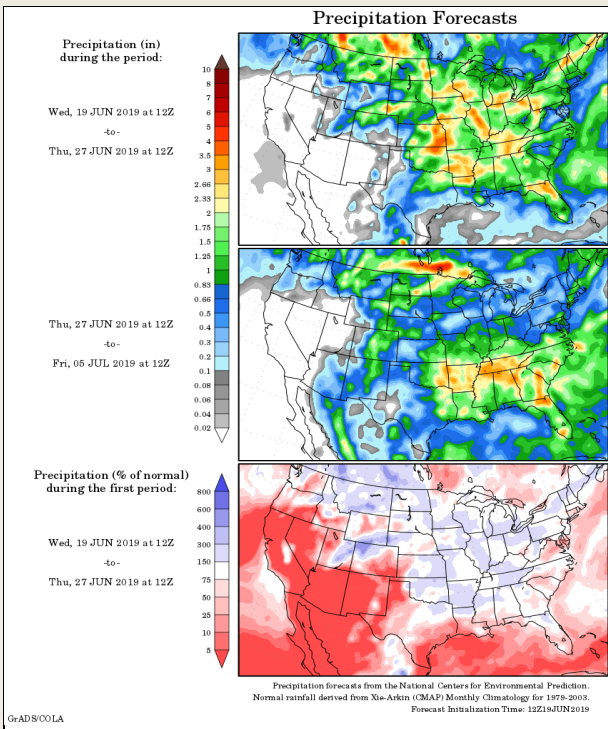 Precipitation Forecasts
Precipitation (in)
during the period:
Wed, 19 JUN 2019 at 12Z
-to-
Thu, 27 JUN 2019 at 12Z
10
8
7
6
5
4
3.5
3
2.66
2.33
2
1.75
1.5
1.25
1
0.83
0.66
0.5
0.4
0.3
0.2
0.1
0.08
0.06
0.04
0.02
Thu, 27 JUN 2019 at 12Z
-to-
Fri, 05 JUL 2019 at 12Z
Precipitation (% of normal)
during the first period:
Wed, 19 JUN 2019 at 12Z
-to-
Thu, 27 JUN 2019 at 12Z
800
600
400
300
150
75
50
25
10
5
Precipitation forecasts from the National Centers for Environmental Prediction.
Normal rainfall derived from Xie-Arkin (CMAP) Monthly Climatology for 1979-2003.
Forecast Initialization Time: 12Z19JUN2019
GrADS/COLA